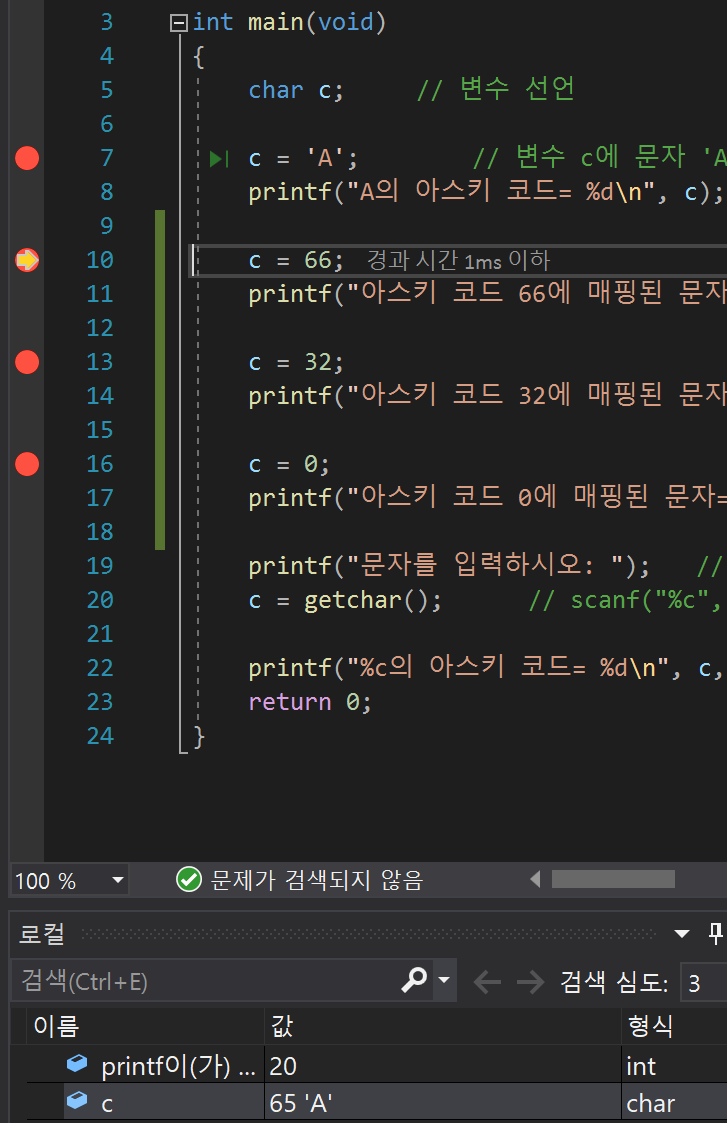 3 int main(void)
4 {
5 char c; // 변수 선언
6
7 c = 'A'; // 변수 c에 문자 'A
8 printf("A의 아스키 코드= %d\n", c);
9
10 c = 66; 경과 시간 1ms 이하
11 printf("아스키 코드 66에 매핑된 문자
12
13 c = 32;
14 printf("아스키 코드 32에 매핑된 문자
15
16 c = 0;
17 printf("아스키 코드 0에 매핑된 문자=
18
19 printf("문자를 입력하시오: "); //
20 c = getchar(); // scanf("%c",
21
22 printf("%c의 아스키 코드= %d\n", c,
23 return 0;
24 }
100 % 문제가 검색되지 않음
로컬
검색(Ctrl+E) 검색 심도: 3
이름 값 형식
printf이(가) ... 20 int
c 65 'A' char